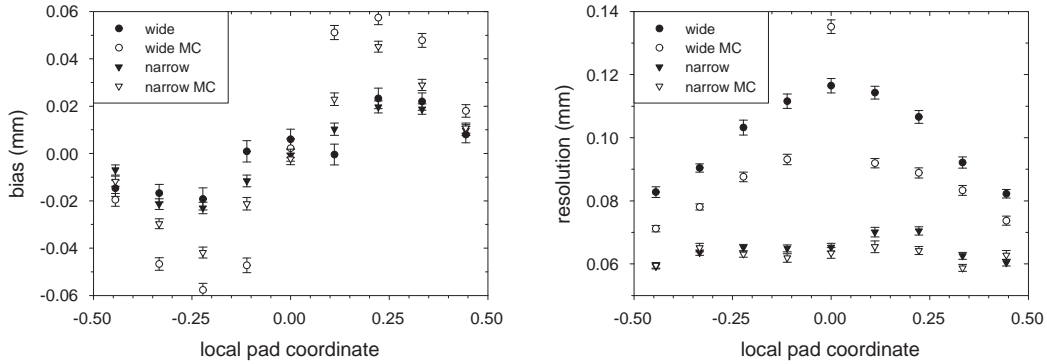 0.06
0.04
0.02
0.00
-0.02
-0.04
-0.06
bias (mm)
wide
wide MC
narrow
narrow MC
-0.50
-0.25
0.00
0.25
0.50
local pad coordinate
0.14
0.12
0.10
0.08
0.06
resolution (mm)
wide
wide MC
narrow
narrow MC
-0.50
-0.25
0.00
0.25
0.50
local pad coordinate